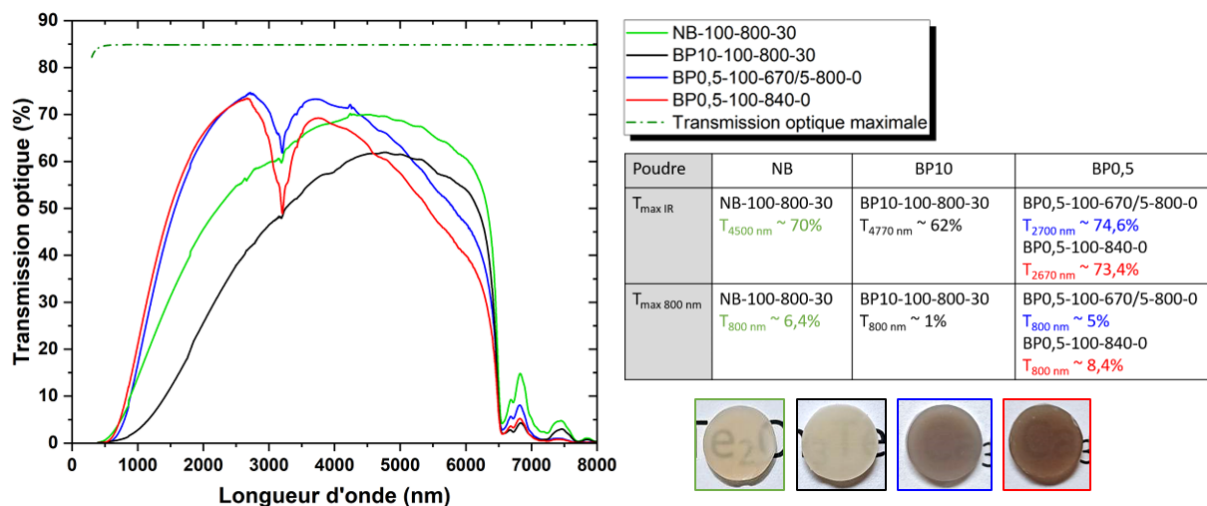 90
80
70
60
50
40
30
20
10
0
Transmission optique (%)
0 1000 2000 3000 4000 5000 6000 7000 8000
Longueur d'onde (nm)
NB-100-800-30
BP10-100-800-30
BP0,5-100-670/5-800-0
BP0,5-100-840-0
Transmission optique maximale
Poudre NB BP10 BP0,5
T max IR NB-100-800-30 BP10-100-800-30 BP0,5-100-670/5-800-0
T4500 nm ~ 70% T4770 nm ~ 62% T2700 nm ~ 74,6%
BP0,5-100-840-0
T2670 nm ~ 73,4%
T max 800 nm NB-100-800-30 BP10-100-800-30 BP0,5-100-670/5-800-0
T800 nm ~ 6,4% T800 nm ~ 1% T800 nm ~ 5%
BP0,5-100-840-0
T800 nm ~ 8,4%